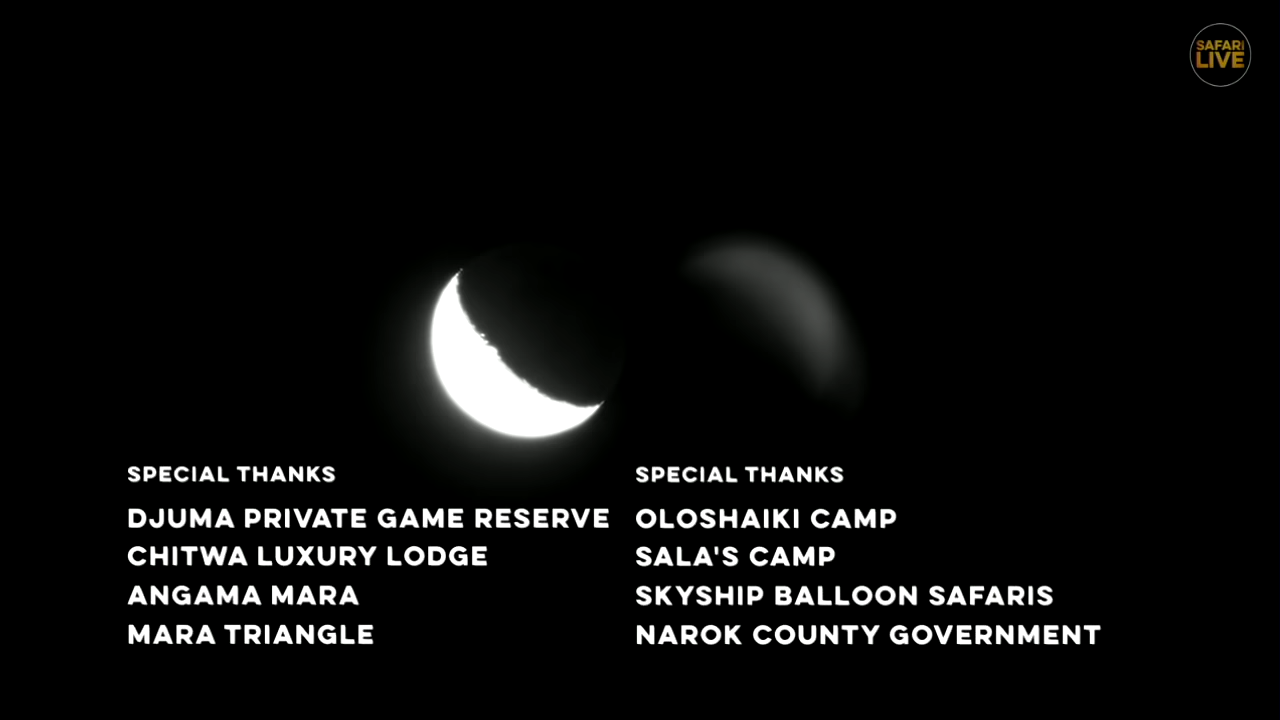 SAFARI
LIVE
SPECIAL THANKS
DJUMA PRIVATE GAME RESERVE
CHITWA LUXURY LODGE
ANGAMA MARA
MARA TRIANGLE
SPECIAL THANKS
OLOSHAIKI CAMP
SALA'S CAMP
SKYSHIP BALLOON SAFARIS
NAROK COUNTY GOVERNMENT